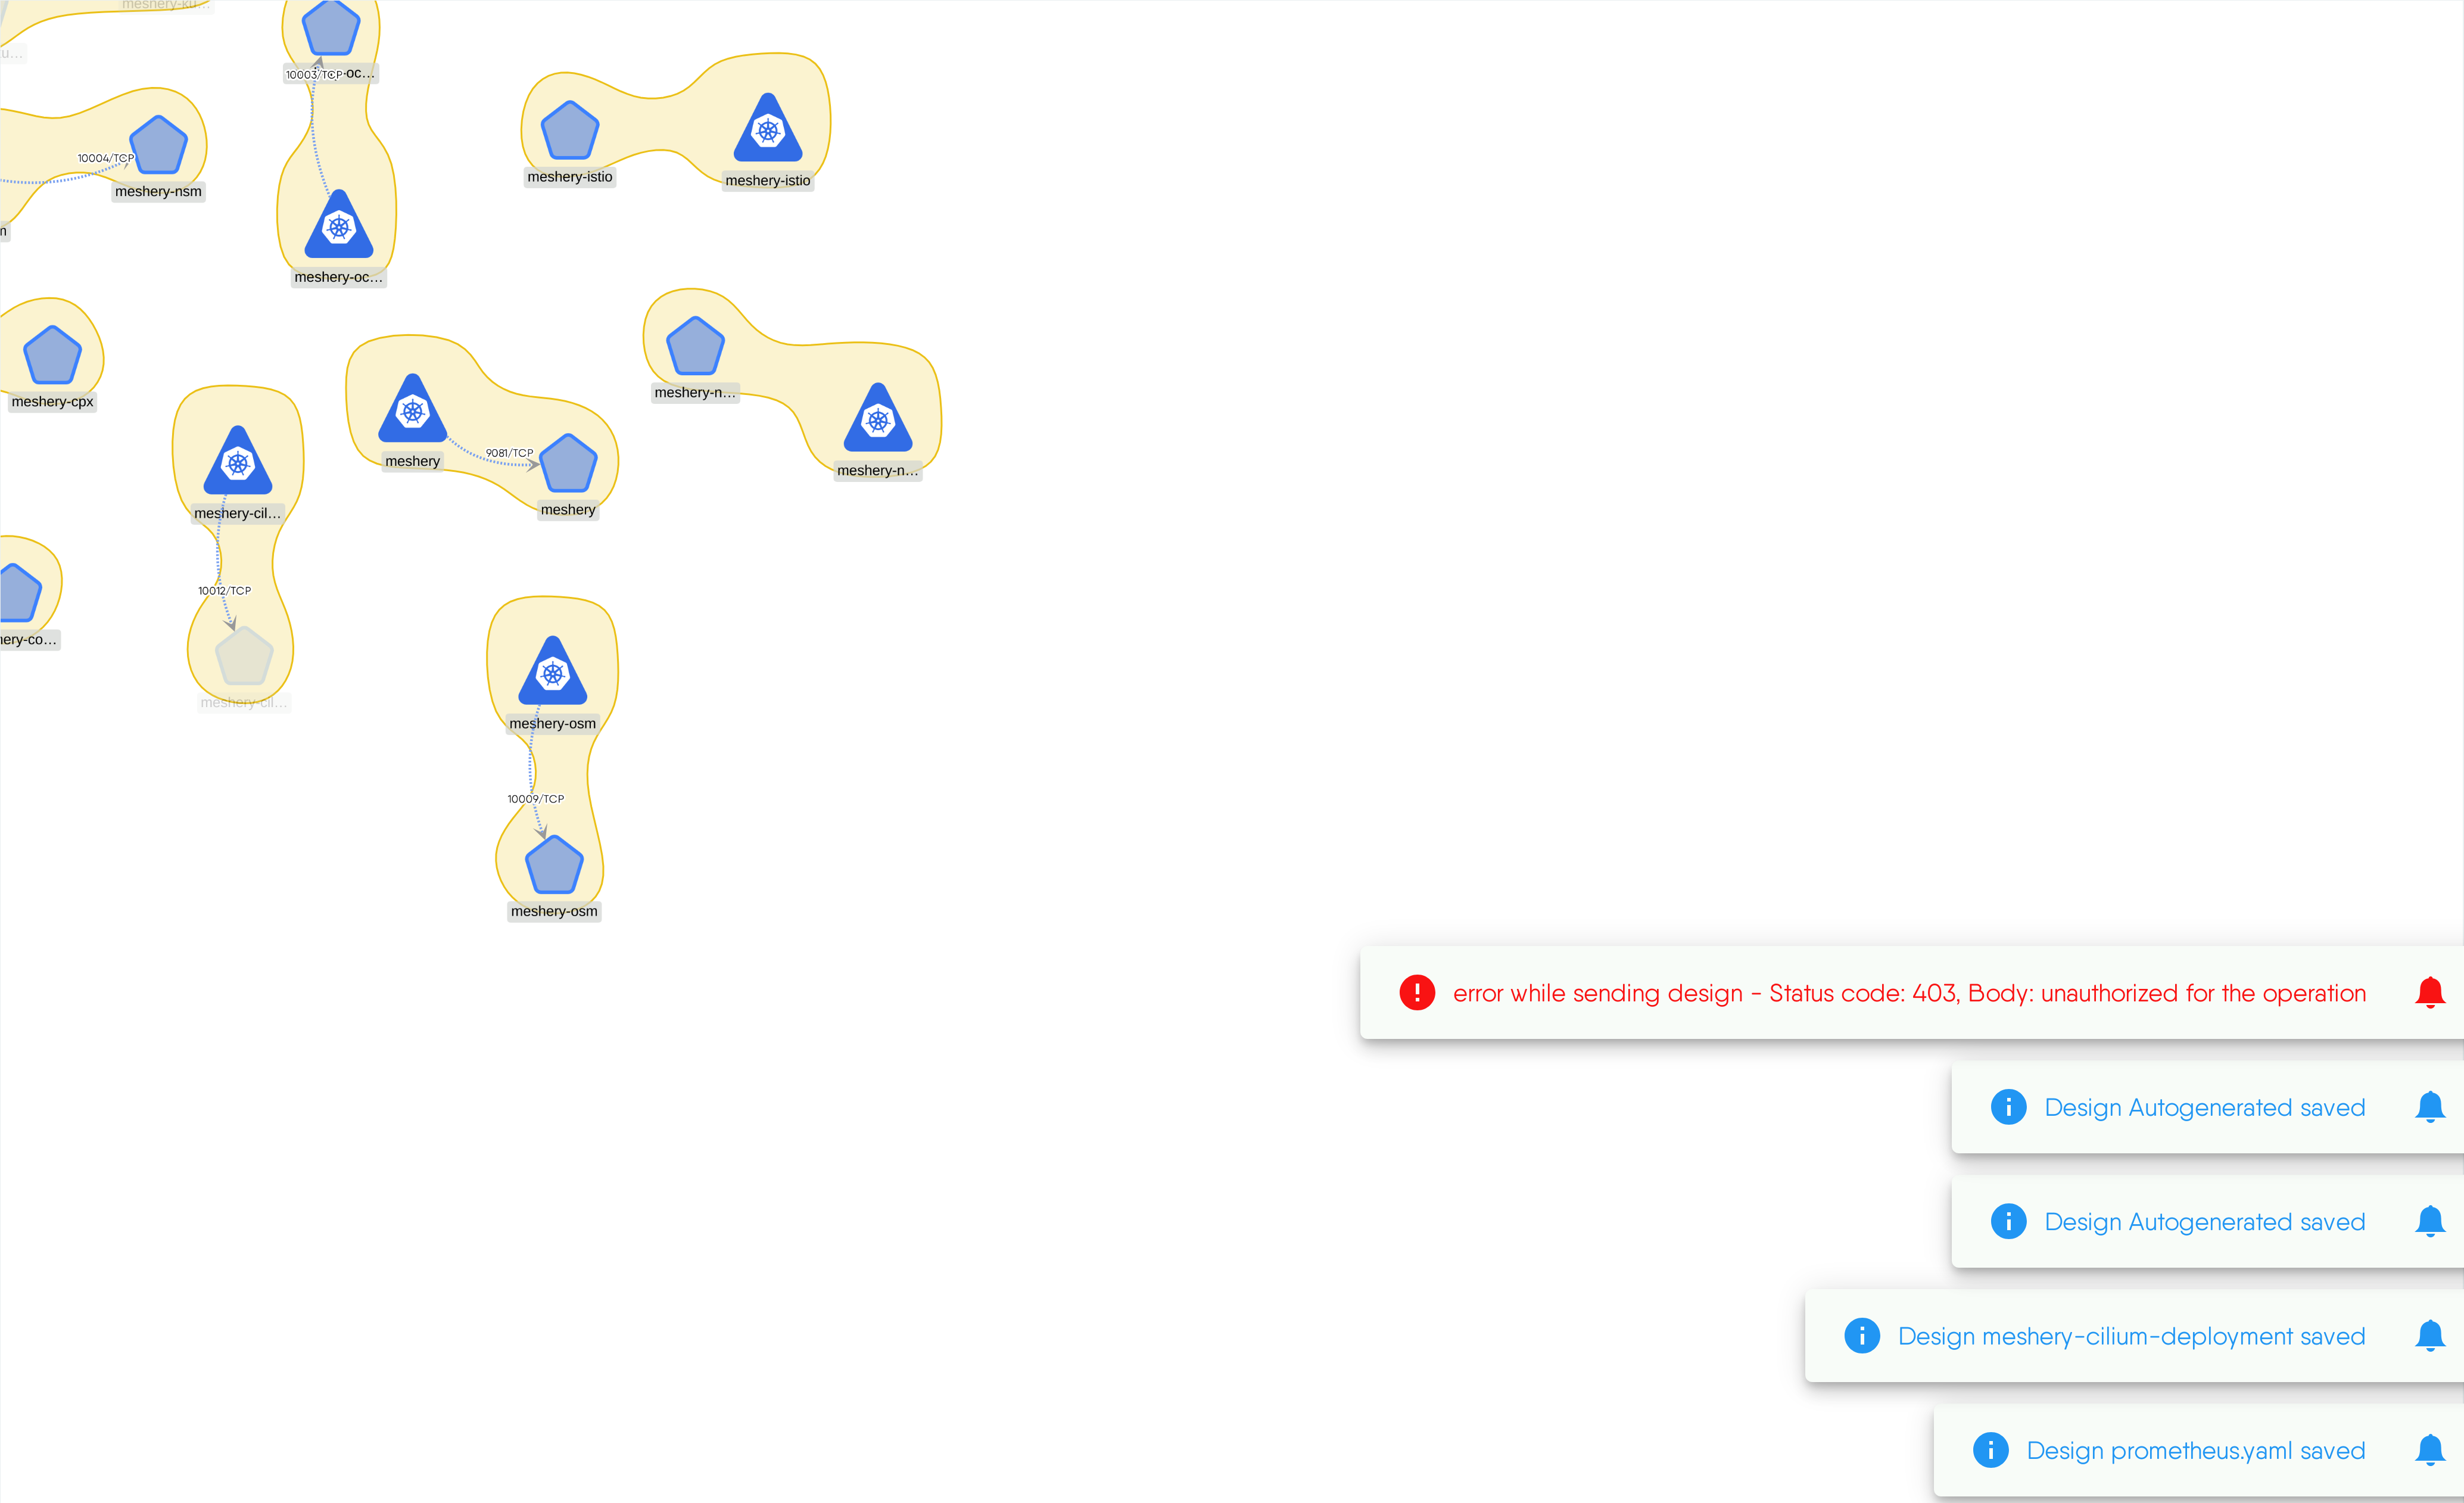 meshery-ku...
u...
10003/TCP
-oc...
10004/TCP
meshery-nsm
meshery-istio
meshery-istio
meshery-oc...
meshery-cpx
meshery-n...
meshery-n...
meshery
9081/TCP
meshery
meshery-cil...
10012/TCP
ery-co...
meshery-cil...
meshery-osm
10009/TCP
meshery-osm
error while sending design - Status code: 403, Body: unauthorized for the operation
Design Autogenerated saved
Design Autogenerated saved
Design meshery-cilium-deployment saved
Design prometheus.yaml saved